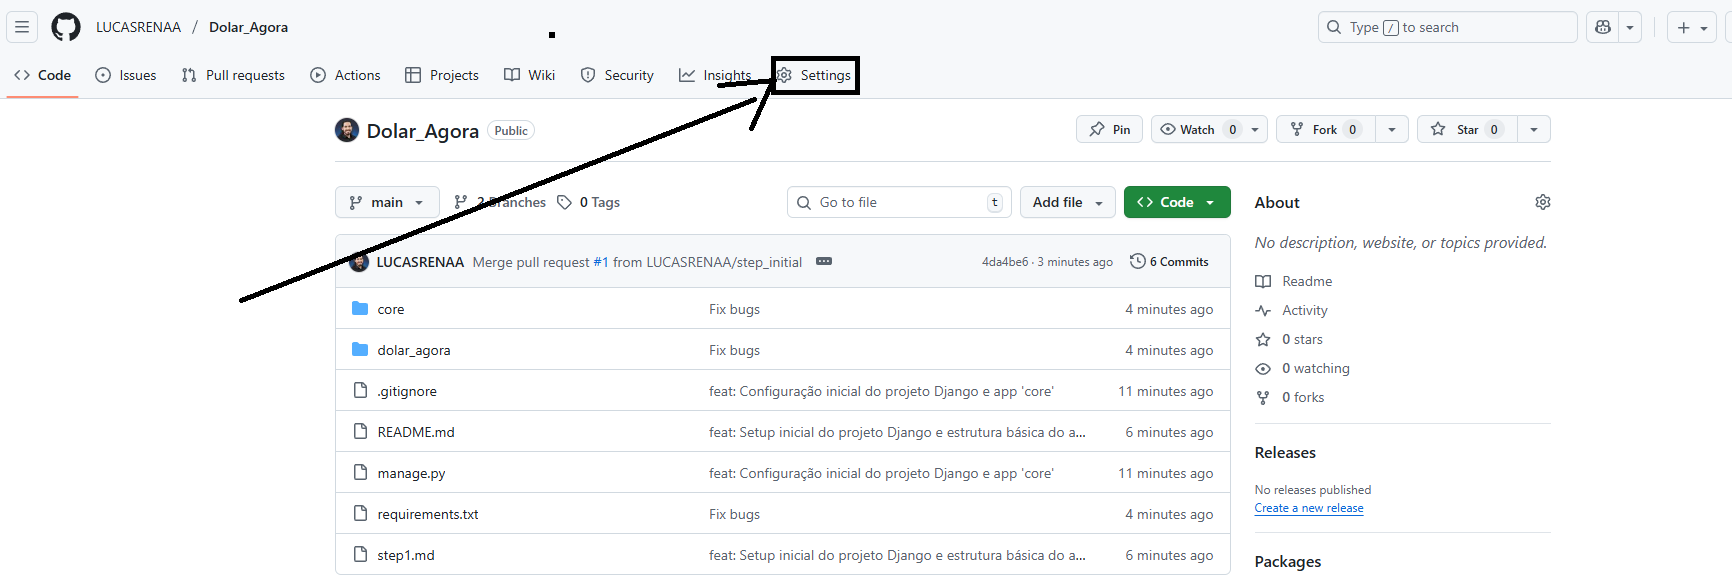 LUCASRENAA / Dolar_Agora
Type / to search
Code Issues Pull requests Actions Projects Wiki Security Insights Settings
Dolar_Agora Public
Pin Watch 0 Fork 0 Star 0
main 2 Branches 0 Tags Go to file t Add file Code
LUCASRENAA Merge pull request #1 from LUCASRENAA/step_initial 4da4be6 · 3 minutes ago 6 Commits
core Fix bugs 4 minutes ago
dolar_agora Fix bugs 4 minutes ago
.gitignore feat: Configuração inicial do projeto Django e app 'core' 11 minutes ago
README.md feat: Setup inicial do projeto Django e estrutura básica do a... 6 minutes ago
manage.py feat: Configuração inicial do projeto Django e app 'core' 11 minutes ago
requirements.txt Fix bugs 4 minutes ago
step1.md feat: Setup inicial do projeto Django e estrutura básica do a... 6 minutes ago
About
No description, website, or topics provided.
Readme
Activity
0 stars
0 watching
0 forks
Releases
No releases published
Create a new release
Packages